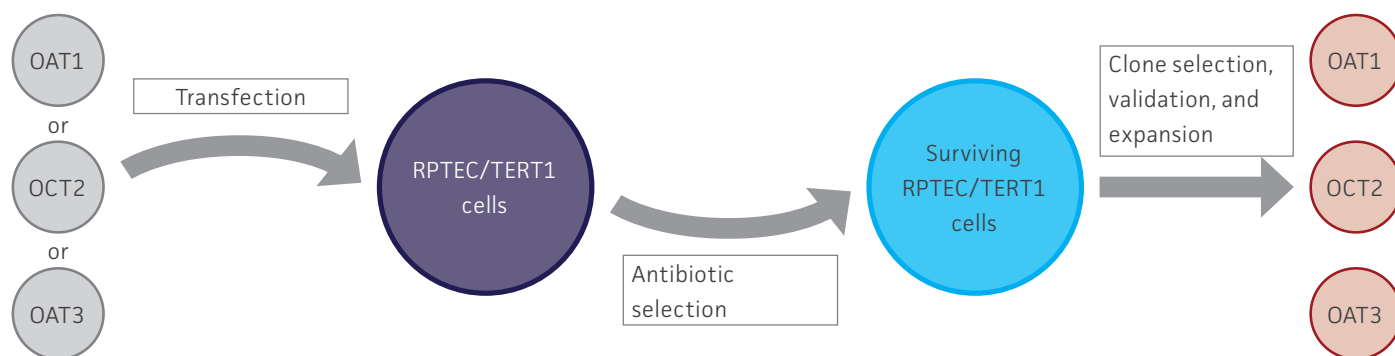 OAT1
or
OCT2
or
OAT3
Transfection
RPTEC/TERT1
cells
Antibiotic
selection
Surviving
RPTEC/TERT1
cells
Clone selection,
validation, and
expansion
OAT1
OCT2
OAT3